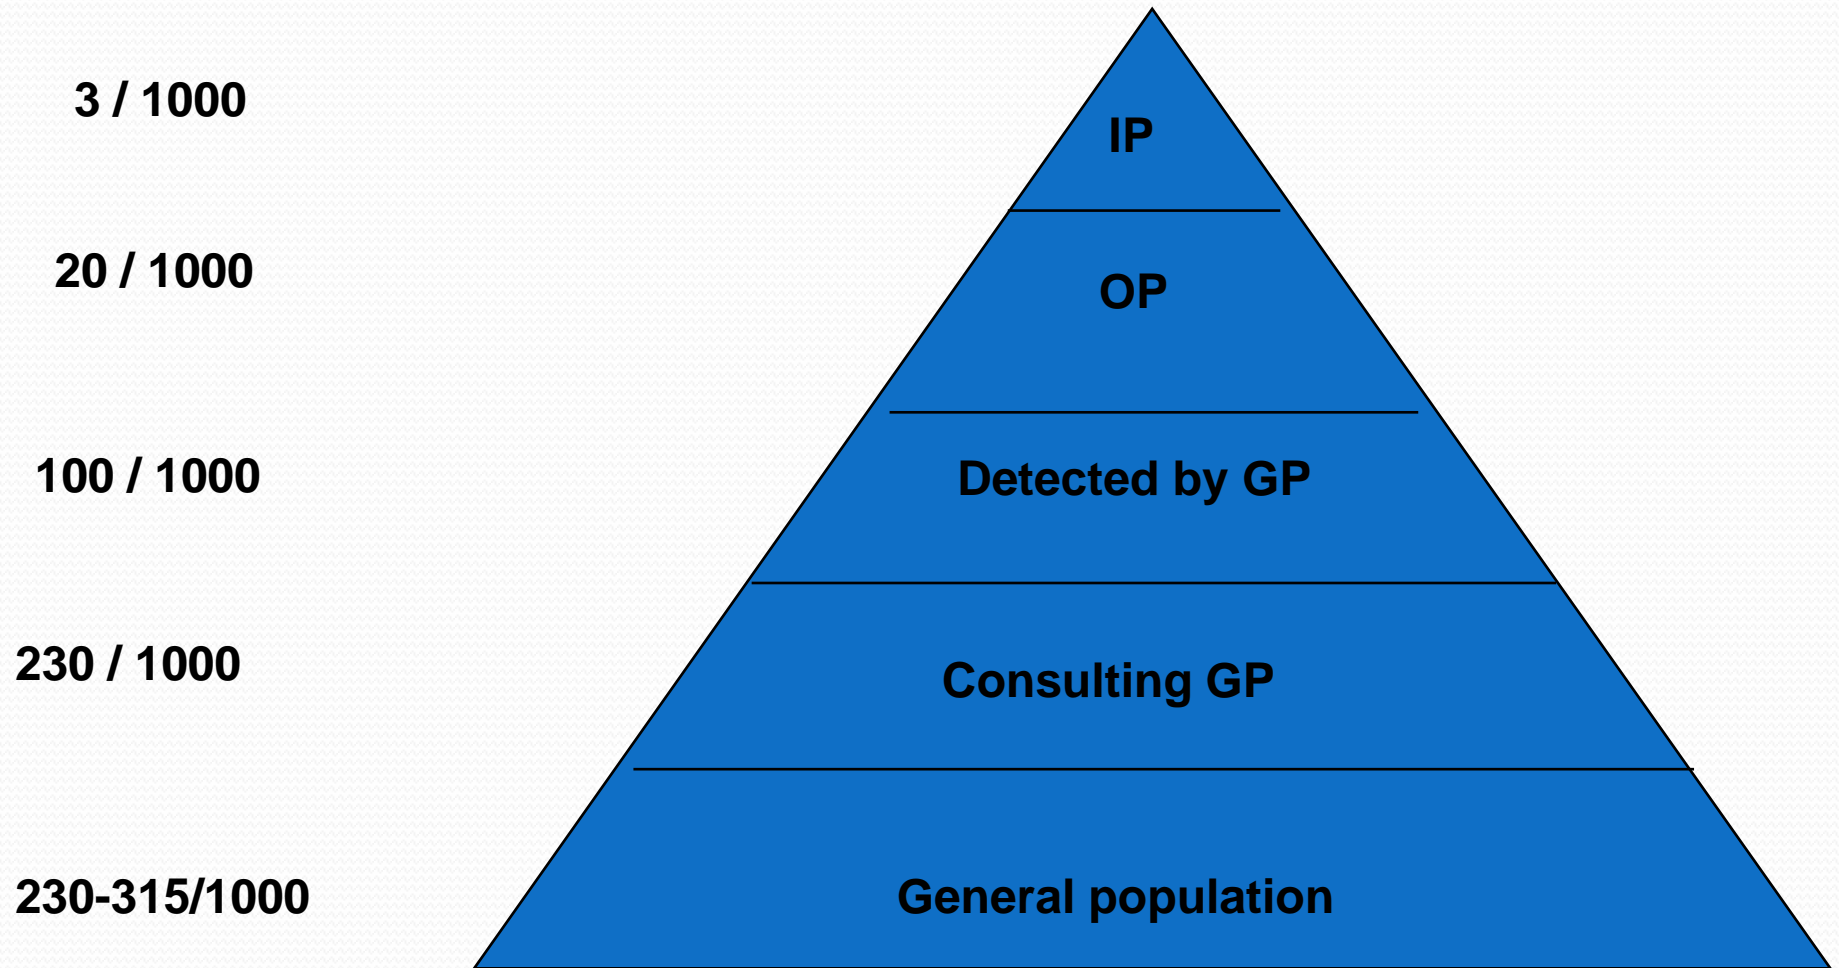 3 / 1000
IP
20 / 1000
OP
100 / 1000
Detected by GP
230 / 1000
Consulting GP
230-315/1000
General population